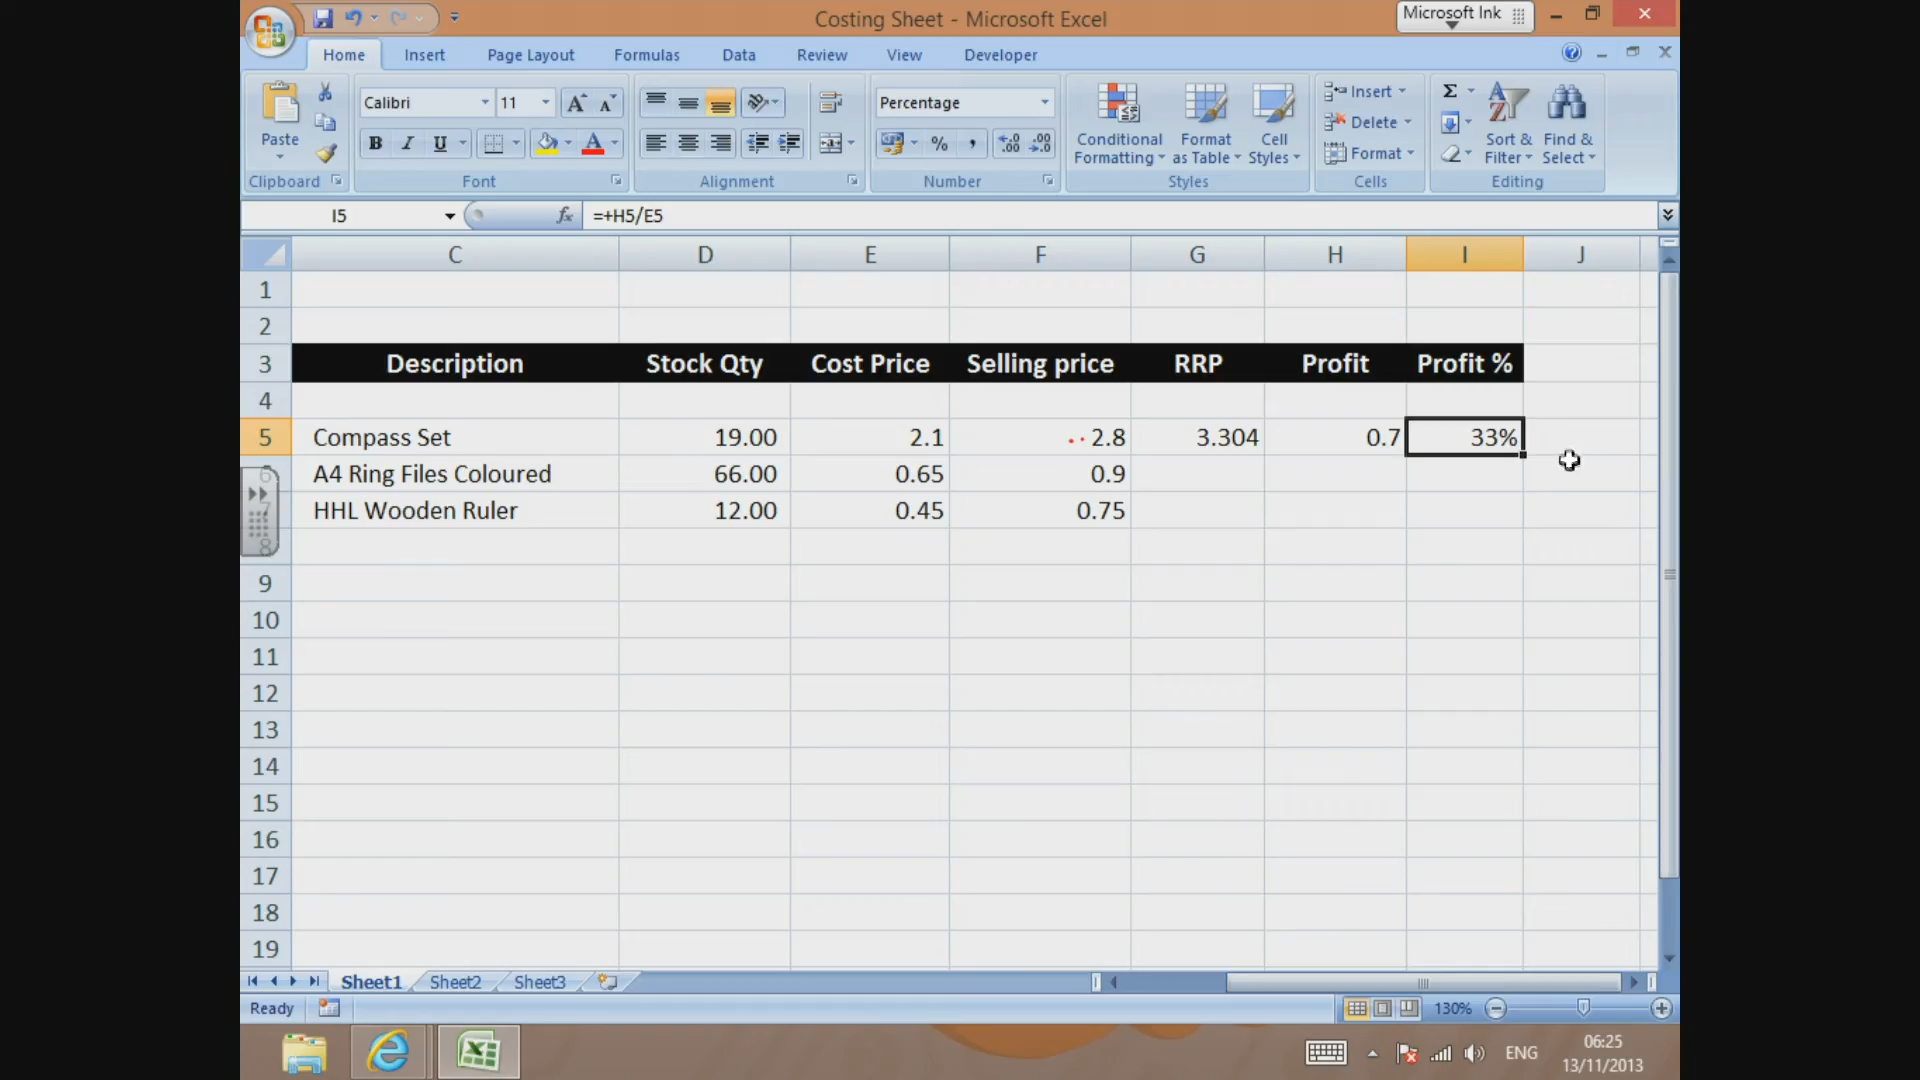 Costing Sheet - Microsoft Excel
Microsoft Ink
Home Insert Page Layout Formulas Data Review View Developer
Paste
Calibri 11
B I U
Percentage
% ,
Conditional Formatting
Format as Table
Cell Styles
Insert
Delete
Format
Σ
Sort & Filter
Find & Select
Clipboard Font Alignment Number Styles Cells Editing
I5 fx =+H5/E5
C D E F G H I J
1
2
3 Description Stock Qty Cost Price Selling price RRP Profit Profit %
4
5 Compass Set 19.00 2.1 2.8 3.304 0.7 33%
6 A4 Ring Files Coloured 66.00 0.65 0.9
7 HHL Wooden Ruler 12.00 0.45 0.75
8
9
10
11
12
13
14
15
16
17
18
19
Sheet1 Sheet2 Sheet3
Ready 130%
ENG 06:25
13/11/2013